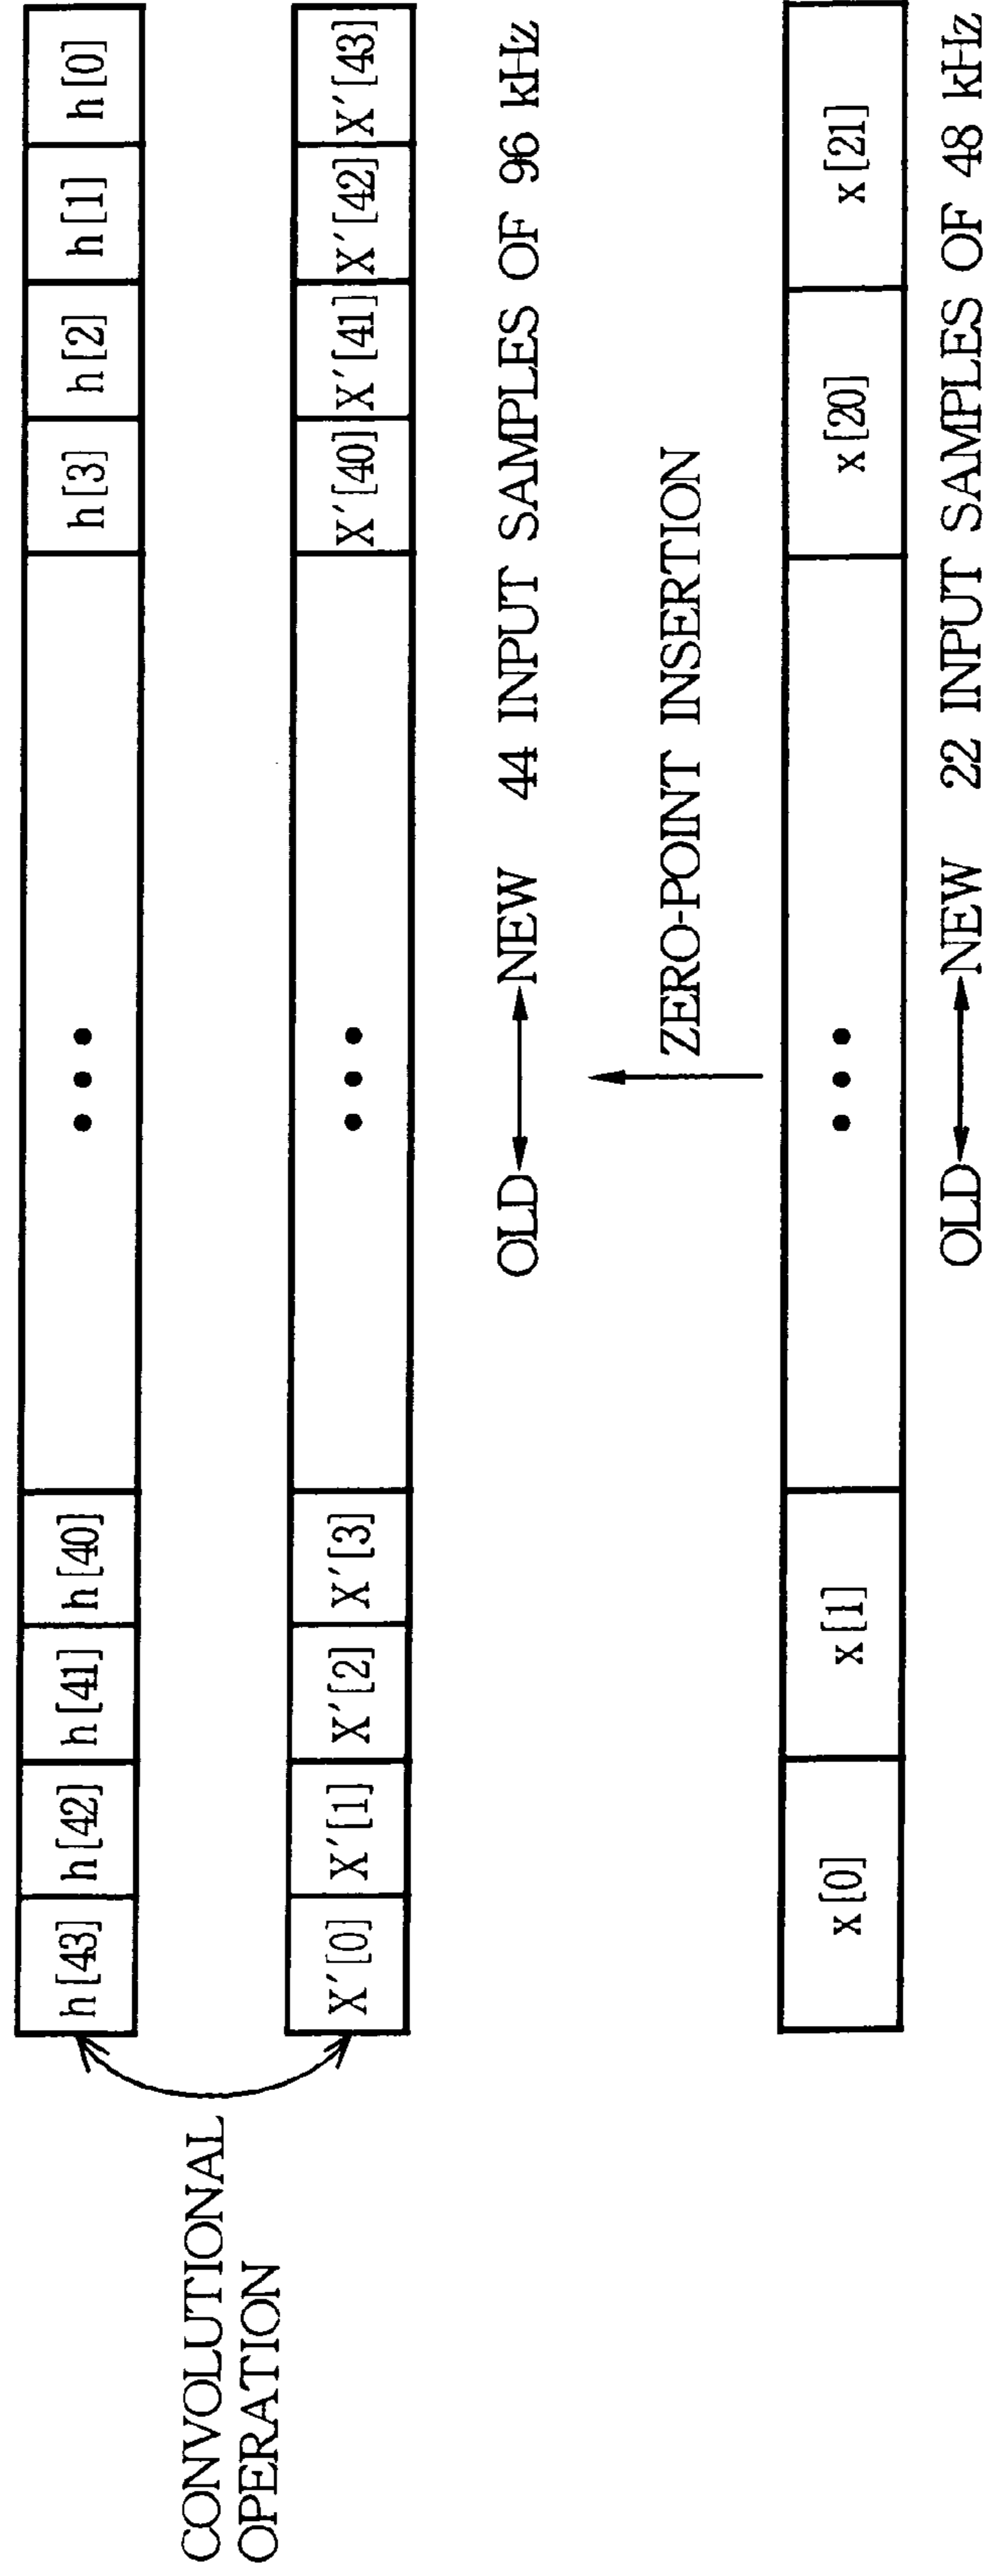 h[43] h[42] h[41] h[40] ••• h[3] h[2] h[1] h[0]
CONVOLUTIONAL
OPERATION
X'[0] X'[1] X'[2] X'[3] ••• X'[40] X'[41] X'[42] X'[43]
OLD NEW 44 INPUT SAMPLES OF 96 kHz
ZERO-POINT INSERTION
x[0] x[1] ••• x[20] x[21]
OLD NEW 22 INPUT SAMPLES OF 48 kHz